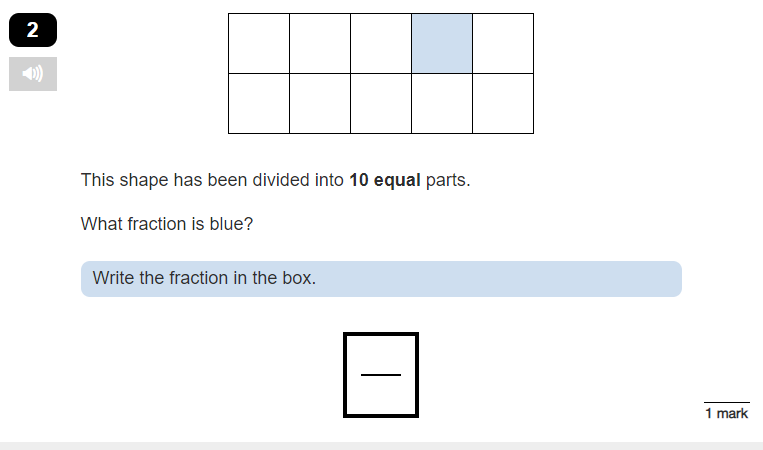 2
This shape has been divided into 10 equal parts.
What fraction is blue?
Write the fraction in the box.
1 mark